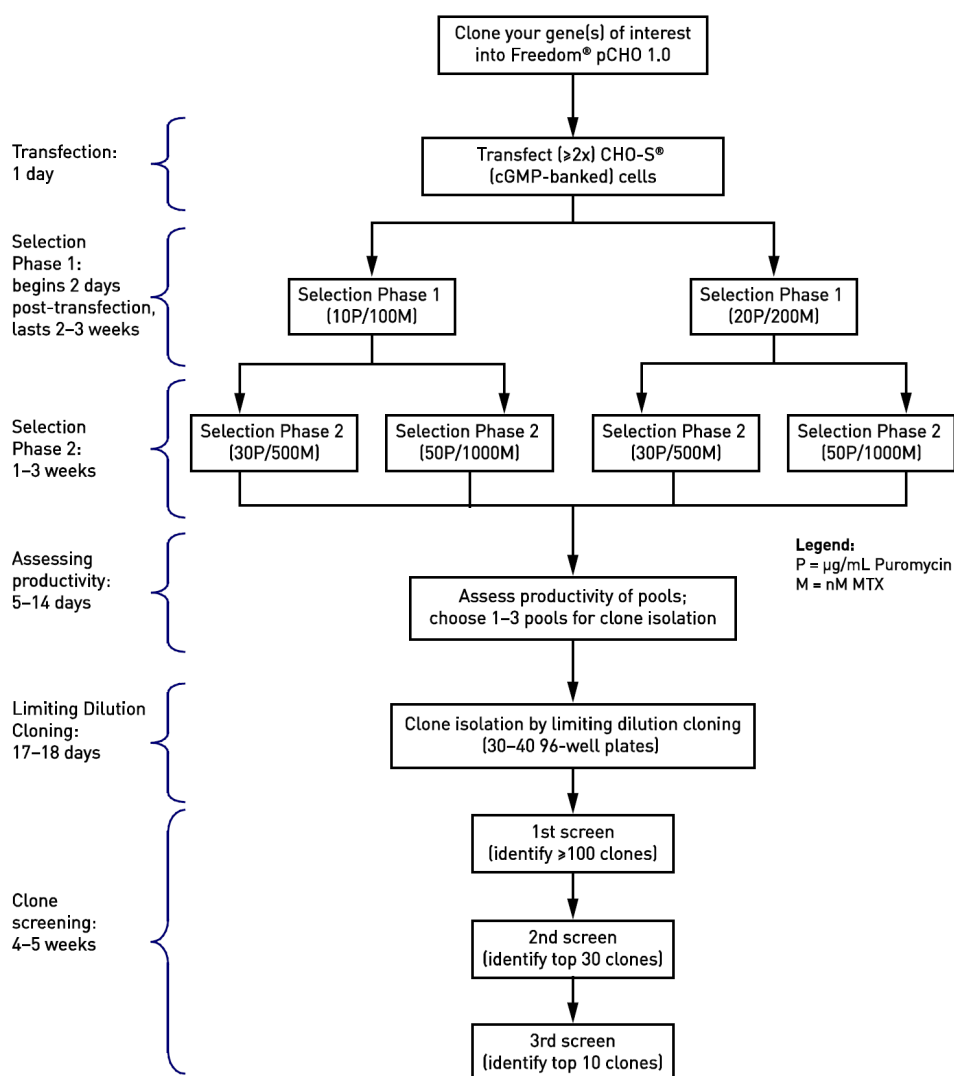 Clone your gene(s) of interest
into Freedom® pCHO 1.0
Transfection:
1 day
Transfect (≥2x) CHO-S®
(cGMP-banked) cells
Selection
Phase 1:
begins 2 days
post-transfection,
lasts 2–3 weeks
Selection Phase 1
(10P/100M)
Selection Phase 1
(20P/200M)
Selection
Phase 2:
1–3 weeks
Selection Phase 2
(30P/500M)
Selection Phase 2
(50P/1000M)
Selection Phase 2
(30P/500M)
Selection Phase 2
(50P/1000M)
Assessing
productivity:
5–14 days
Assess productivity of pools;
choose 1–3 pools for clone isolation
Legend:
P = µg/mL Puromycin
M = nM MTX
Limiting Dilution
Cloning:
17–18 days
Clone isolation by limiting dilution cloning
(30–40 96-well plates)
Clone
screening:
4–5 weeks
1st screen
(identify ≥100 clones)
2nd screen
(identify top 30 clones)
3rd screen
(identify top 10 clones)